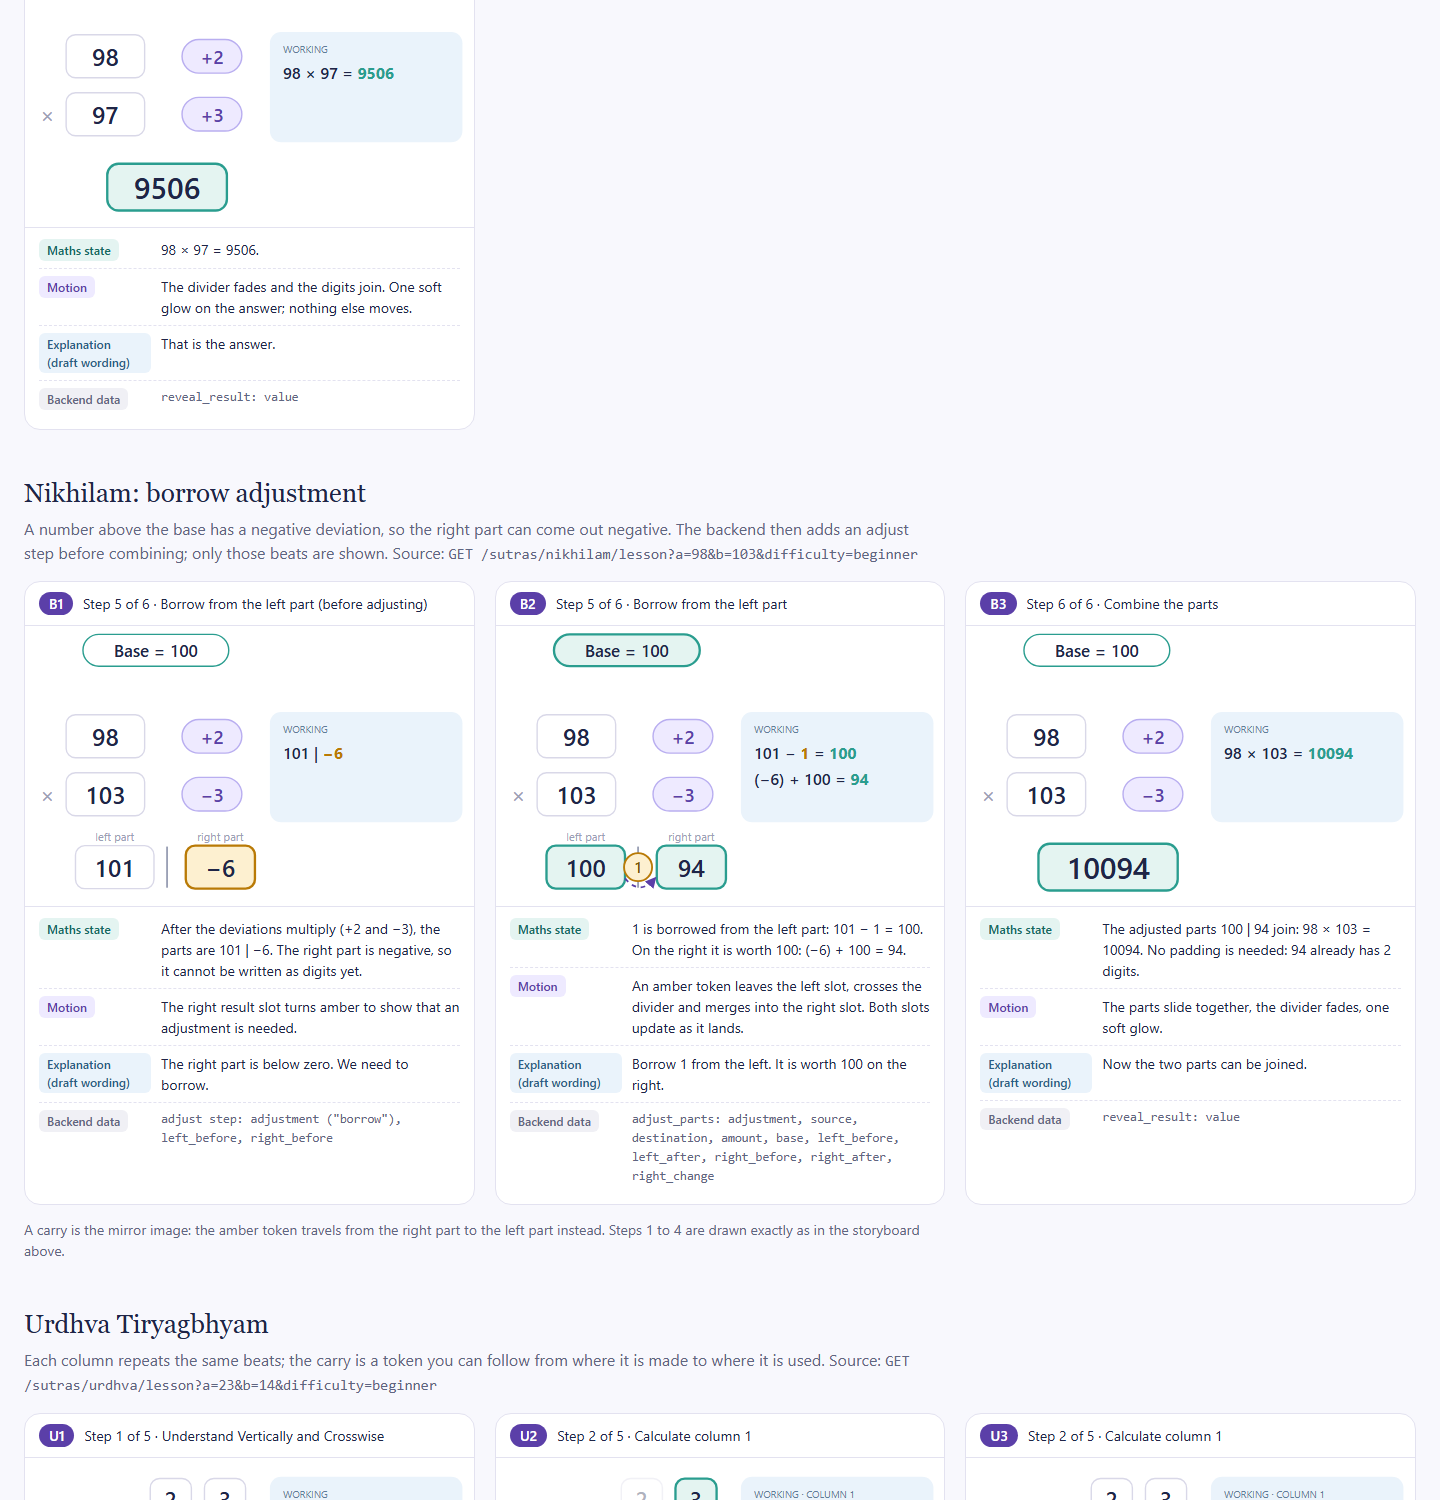 98
+2
WORKING
98 × 97 = 9506
×
97
+3
9506
Maths state
98 × 97 = 9506.
Motion
The divider fades and the digits join. One soft
glow on the answer; nothing else moves.
Explanation
(draft wording)
That is the answer.
Backend data
reveal_result: value
Nikhilam: borrow adjustment
A number above the base has a negative deviation, so the right part can come out negative. The backend then adds an adjust
step before combining; only those beats are shown. Source: GET /sutras/nikhilam/lesson?a=98&b=103&difficulty=beginner
B1 Step 5 of 6 · Borrow from the left part (before adjusting)
Base = 100
98
+2
WORKING
101 | −6
×
103
−3
left part
right part
101
−6
Maths state
After the deviations multiply (+2 and −3), the
parts are 101 | −6. The right part is negative, so
it cannot be written as digits yet.
Motion
The right result slot turns amber to show that an
adjustment is needed.
Explanation
(draft wording)
The right part is below zero. We need to
borrow.
Backend data
adjust step: adjustment ("borrow"),
left_before, right_before
B2 Step 5 of 6 · Borrow from the left part
Base = 100
98
+2
WORKING
101 − 1 = 100
(−6) + 100 = 94
×
103
−3
left part
right part
100
1
94
Maths state
1 is borrowed from the left part: 101 − 1 = 100.
On the right it is worth 100: (−6) + 100 = 94.
Motion
An amber token leaves the left slot, crosses the
divider and merges into the right slot. Both slots
update as it lands.
Explanation
(draft wording)
Borrow 1 from the left. It is worth 100 on the
right.
Backend data
adjust_parts: adjustment, source,
destination, amount, base, left_before,
left_after, right_before, right_after,
right_change
B3 Step 6 of 6 · Combine the parts
Base = 100
98
+2
WORKING
98 × 103 = 10094
×
103
−3
10094
Maths state
The adjusted parts 100 | 94 join: 98 × 103 =
10094. No padding is needed: 94 already has 2
digits.
Motion
The parts slide together, the divider fades, one
soft glow.
Explanation
(draft wording)
Now the two parts can be joined.
Backend data
reveal_result: value
A carry is the mirror image: the amber token travels from the right part to the left part instead. Steps 1 to 4 are drawn exactly as in the storyboard
above.
Urdhva Tiryagbhyam
Each column repeats the same beats; the carry is a token you can follow from where it is made to where it is used. Source: GET
/sutras/urdhva/lesson?a=23&b=14&difficulty=beginner
U1 Step 1 of 5 · Understand Vertically and Crosswise
2 3
WORKING
U2 Step 2 of 5 · Calculate column 1
2 3
WORKING · COLUMN 1
U3 Step 2 of 5 · Calculate column 1
2 3
WORKING · COLUMN 1